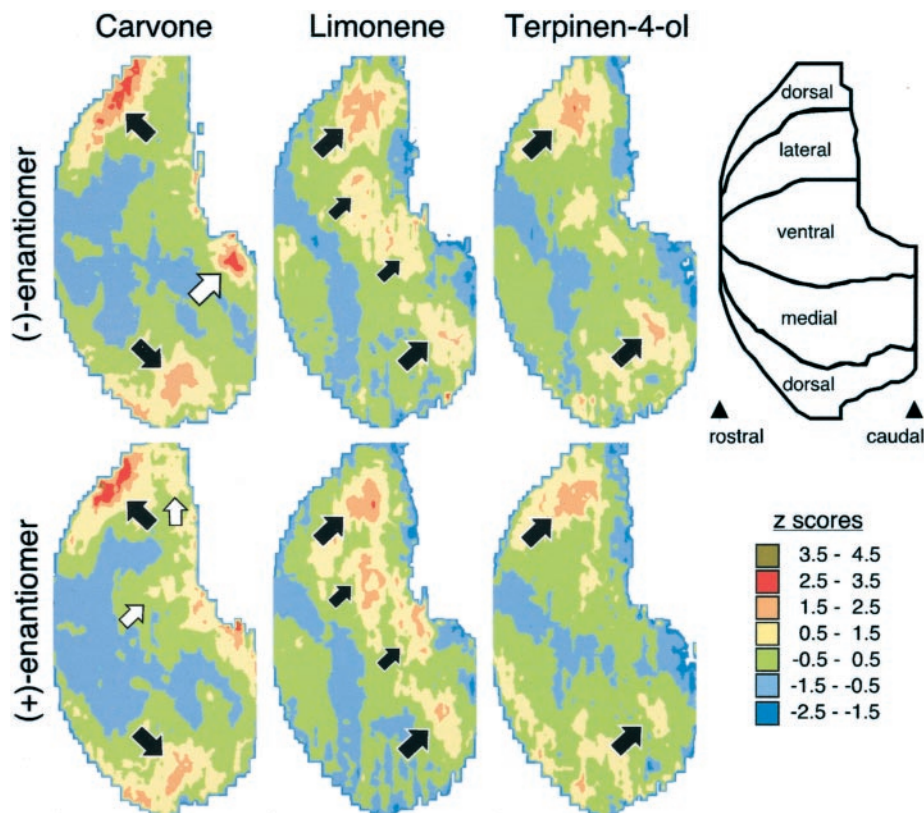 Carvone Limonene Terpinen-4-ol
(-)-enantiomer
(+)-enantiomer
dorsal
lateral
ventral
medial
dorsal
rostral caudal
z scores
3.5 - 4.5
2.5 - 3.5
1.5 - 2.5
0.5 - 1.5
-0.5 - 0.5
-1.5 - -0.5
-2.5 - -1.5